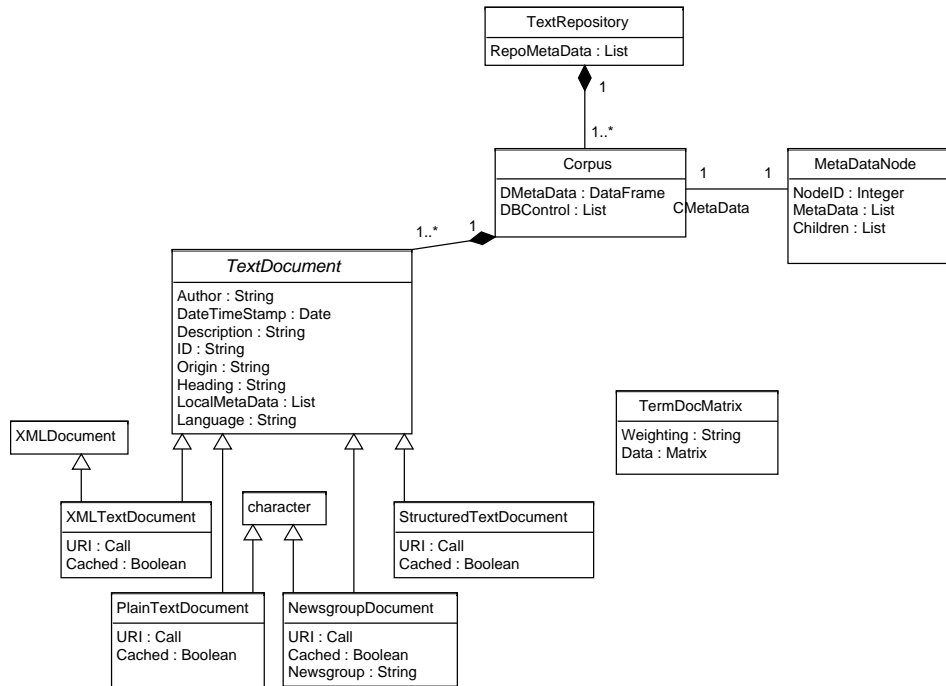 TextRepository
RepoMetaData : List
1
1..*
Corpus
DMetaData : DataFrame
DBControl : List
1
1
CMetaData
MetaDataNode
NodeID : Integer
MetaData : List
Children : List
1..*
1
TextDocument
Author : String
DateTimeStamp : Date
Description : String
ID : String
Origin : String
Heading : String
LocalMetaData : List
Language : String
TermDocMatrix
Weighting : String
Data : Matrix
XMLDocument
XMLTextDocument
URI : Call
Cached : Boolean
character
StructuredTextDocument
URI : Call
Cached : Boolean
PlainTextDocument
URI : Call
Cached : Boolean
NewsgroupDocument
URI : Call
Cached : Boolean
Newsgroup : String